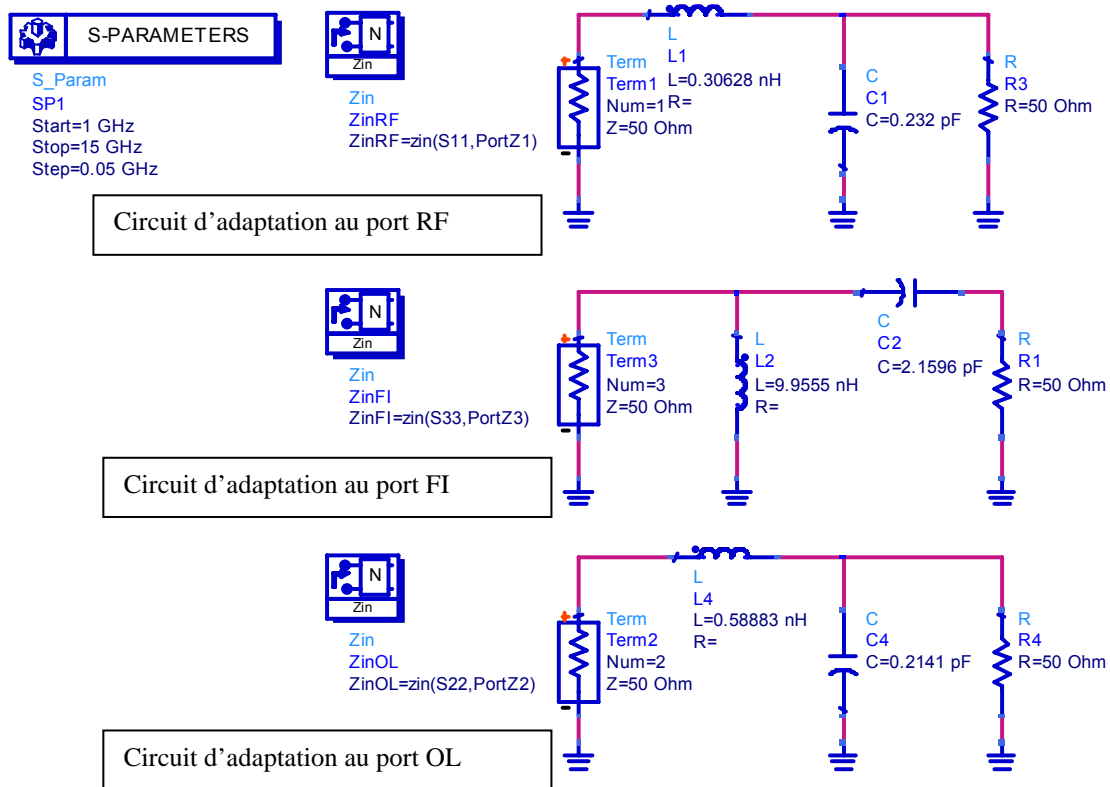 S-PARAMETERS
S_Param
SP1
Start=1 GHz
Stop=15 GHz
Step=0.05 GHz
N
Zin
Zin
ZinRF
ZinRF=zin(S11,PortZ1)
Term
Term1
Num=1
Z=50 Ohm
L
L1
L=0.30628 nH
R=
C
C1
C=0.232 pF
R
R3
R=50 Ohm
Circuit d'adaptation au port RF
N
Zin
Zin
ZinFI
ZinFI=zin(S33,PortZ3)
Term
Term3
Num=3
Z=50 Ohm
L
L2
L=9.9555 nH
R=
C
C2
C=2.1596 pF
R
R1
R=50 Ohm
Circuit d'adaptation au port FI
N
Zin
Zin
ZinOL
ZinOL=zin(S22,PortZ2)
Term
Term2
Num=2
Z=50 Ohm
L
L4
L=0.58883 nH
R=
C
C4
C=0.2141 pF
R
R4
R=50 Ohm
Circuit d'adaptation au port OL